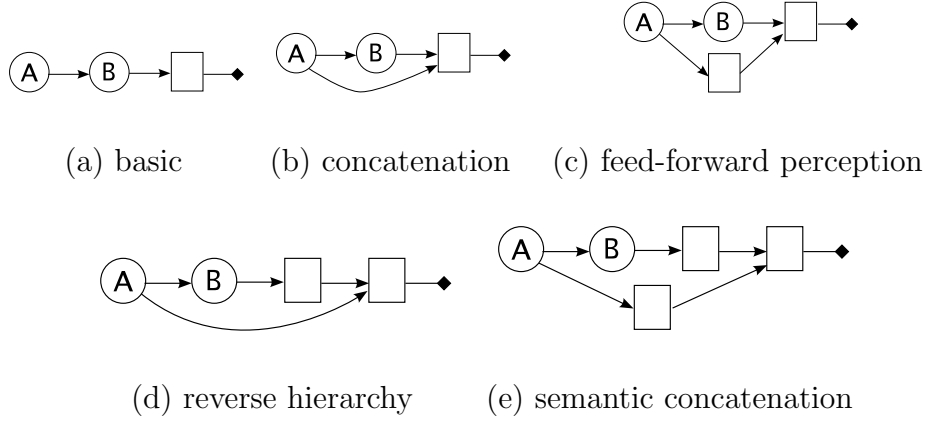 A B
A B
A B
(a) basic
(b) concatenation
(c) feed-forward perception
A B
A B
(d) reverse hierarchy
(e) semantic concatenation